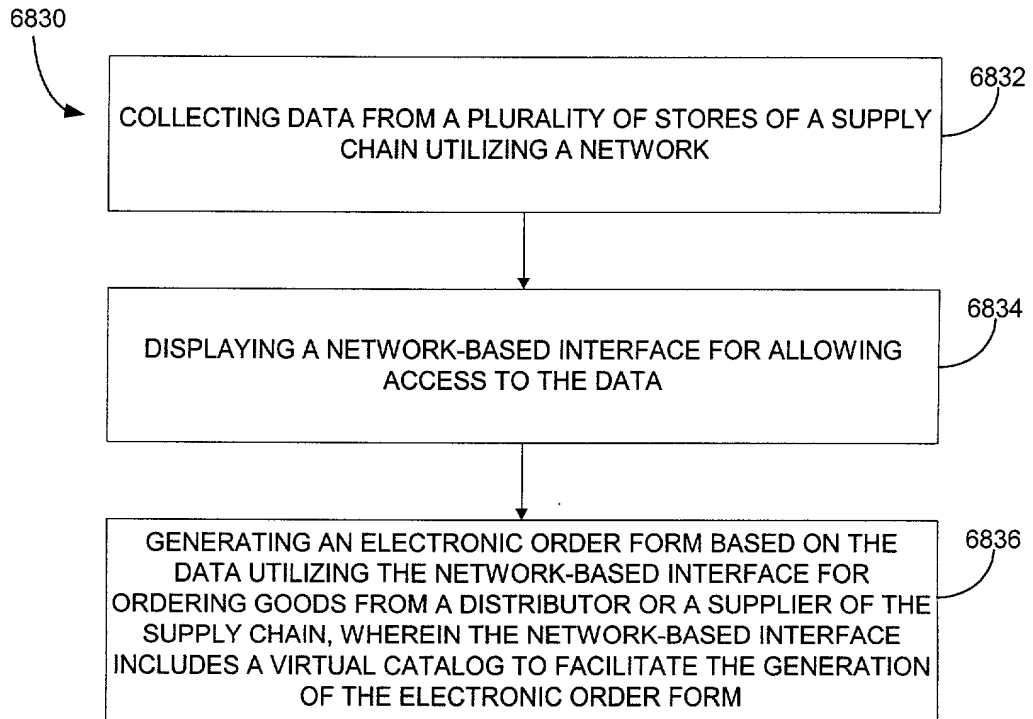 6830
6832
COLLECTING DATA FROM A PLURALITY OF STORES OF A SUPPLY
CHAIN UTILIZING A NETWORK
6834
DISPLAYING A NETWORK-BASED INTERFACE FOR ALLOWING
ACCESS TO THE DATA
6836
GENERATING AN ELECTRONIC ORDER FORM BASED ON THE
DATA UTILIZING THE NETWORK-BASED INTERFACE FOR
ORDERING GOODS FROM A DISTRIBUTOR OR A SUPPLIER OF THE
SUPPLY CHAIN, WHEREIN THE NETWORK-BASED INTERFACE
INCLUDES A VIRTUAL CATALOG TO FACILITATE THE GENERATION
OF THE ELECTRONIC ORDER FORM